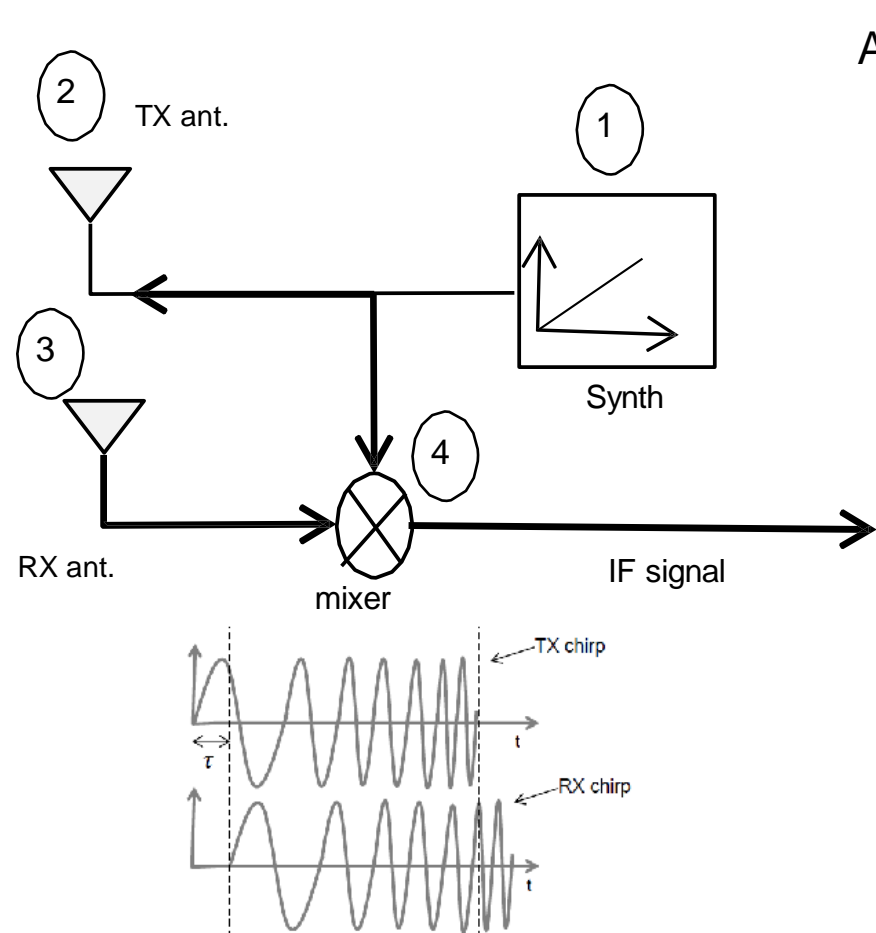 A
2
TX ant.
1
3
Synth
4
RX ant.
IF signal
mixer
TX chirp
t
τ
RX chirp
t